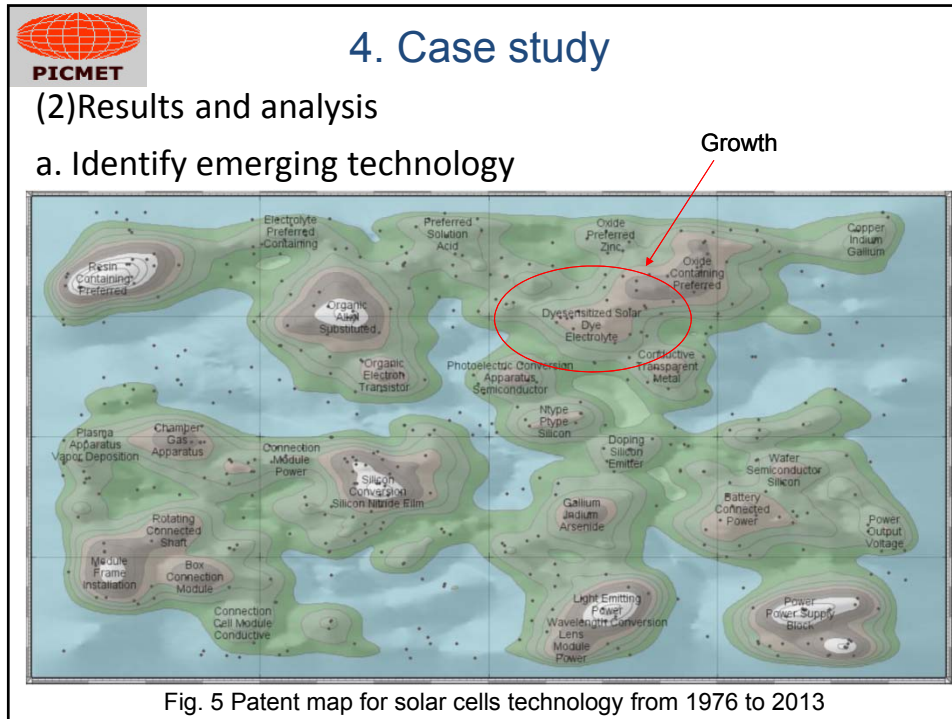 PICMET
4. Case study
(2)Results and analysis
a. Identify emerging technology
Growth
Electrolyte
Preferred
Containing
Preferred
Solution
Acid
Oxide
Preferred
Zinc
Copper
Indium
Gallium
Resin
Containing
Preferred
Oxide
Containing
Preferred
Organic
Alkyl
Substituted
Dyesensitized Solar
Dye
Electrolyte
Organic
Electron
Transistor
Photoelectric Conversion
Apparatus
Semiconductor
Conductive
Transparent
Metal
Ntype
Ptype
Silicon
Plasma
Apparatus
Vapor Deposition
Chamber
Gas
Apparatus
Connection
Module
Power
Doping
Silicon
Emitter
Silicon
Conversion
Silicon Nitride Film
Wafer
Semiconductor
Silicon
Gallium
Indium
Arsenide
Battery
Connected
Power
Power
Output
Voltage
Rotating
Connected
Shaft
Module
Frame
Installation
Box
Connection
Module
Connection
Cell Module
Conductive
Light Emitting
Power
Wavelength Conversion
Lens
Module
Power
Power
Power Supply
Block
Fig. 5 Patent map for solar cells technology from 1976 to 2013